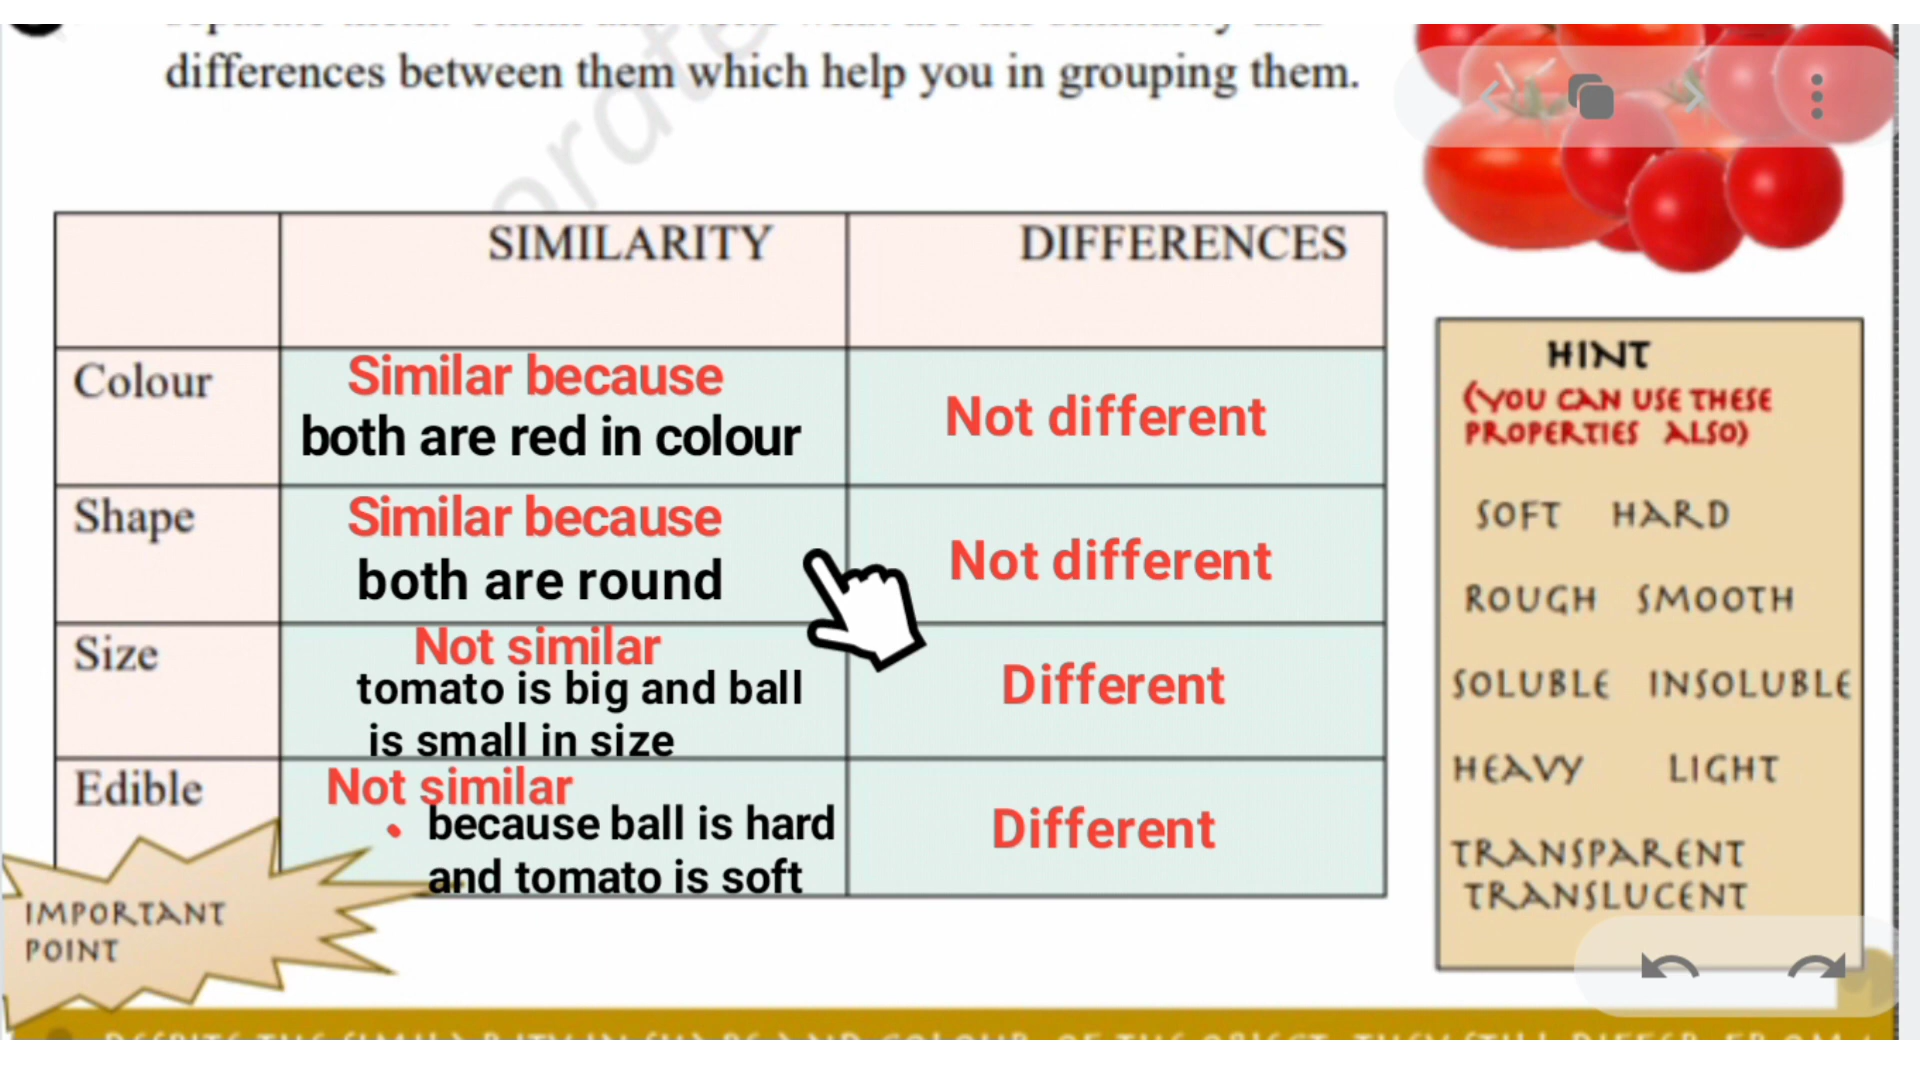 differences between them which help you in grouping them.
SIMILARITY DIFFERENCES
Colour Similar because
both are red in colour Not different
Shape Similar because
both are round Not different
Size Not similar
tomato is big and ball
is small in size Different
Edible Not similar
• because ball is hard
and tomato is soft Different
HINT
(YOU CAN USE THESE
PROPERTIES ALSO)
SOFT HARD
ROUGH SMOOTH
SOLUBLE INSOLUBLE
HEAVY LIGHT
TRANSPARENT
TRANSLUCENT
IMPORTANT
POINT